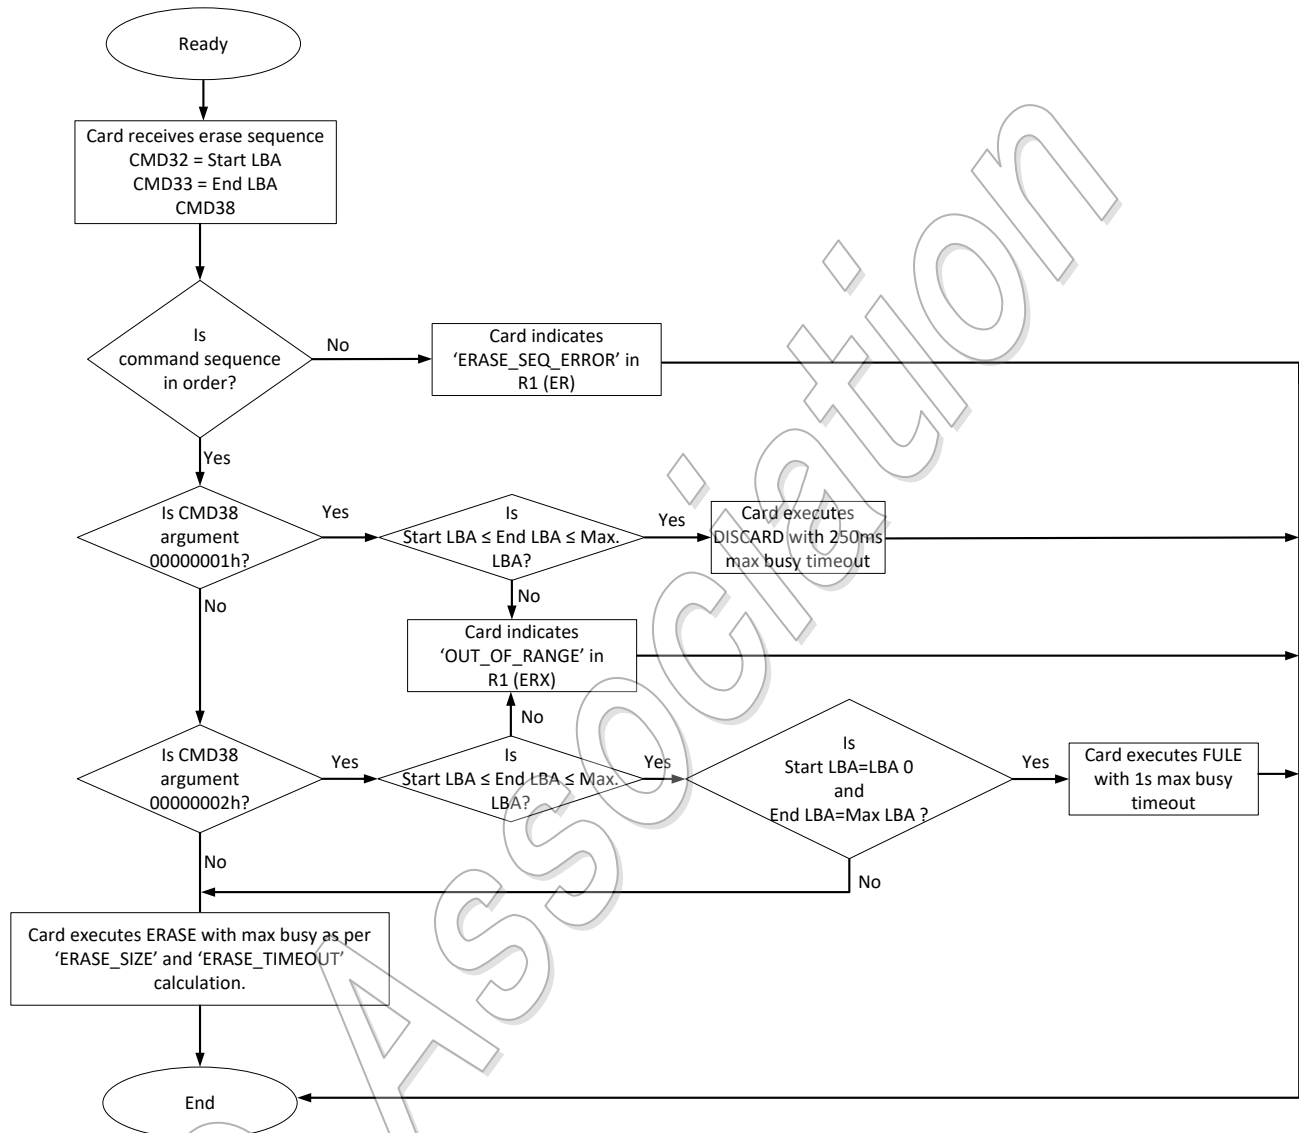 Ready
Card receives erase sequence
CMD32 = Start LBA
CMD33 = End LBA
CMD38
Is
command sequence
in order?
No
Card indicates
‘ERASE_SEQ_ERROR’ in
R1 (ER)
Yes
Is CMD38
argument
00000001h?
Yes
Is
Start LBA ≤ End LBA ≤ Max.
LBA?
Yes
Card executes
DISCARD with 250ms
max busy timeout
No
No
Card indicates
‘OUT_OF_RANGE’ in
R1 (ERX)
No
Is CMD38
argument
00000002h?
Yes
Is
Start LBA ≤ End LBA ≤ Max.
LBA?
Yes
Is
Start LBA=LBA 0
and
End LBA=Max LBA ?
Yes
Card executes FULE
with 1s max busy
timeout
No
No
Card executes ERASE with max busy as per
‘ERASE_SIZE’ and ‘ERASE_TIMEOUT’
calculation.
End
Association